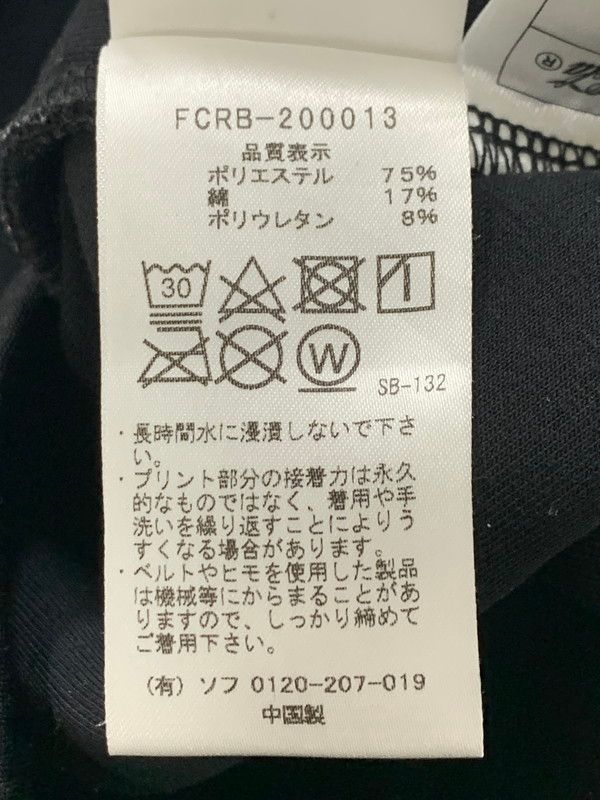 ®
FCRB-200013
品質表示
ポリエステル 75%
綿 17%
ポリウレタン 8%
30
W
SB-132
・長時間水に浸漬しないで下さ
い。
・プリント部分の接着力は永久
的なものではなく、着用や手
洗いを繰り返すことによりう
すくなる場合があります。
・ベルトやヒモを使用した製品
は機械等にからまることがあ
りますので、しっかり締めて
ご着用下さい。
(有)ソフ 0120-207-019
中国製